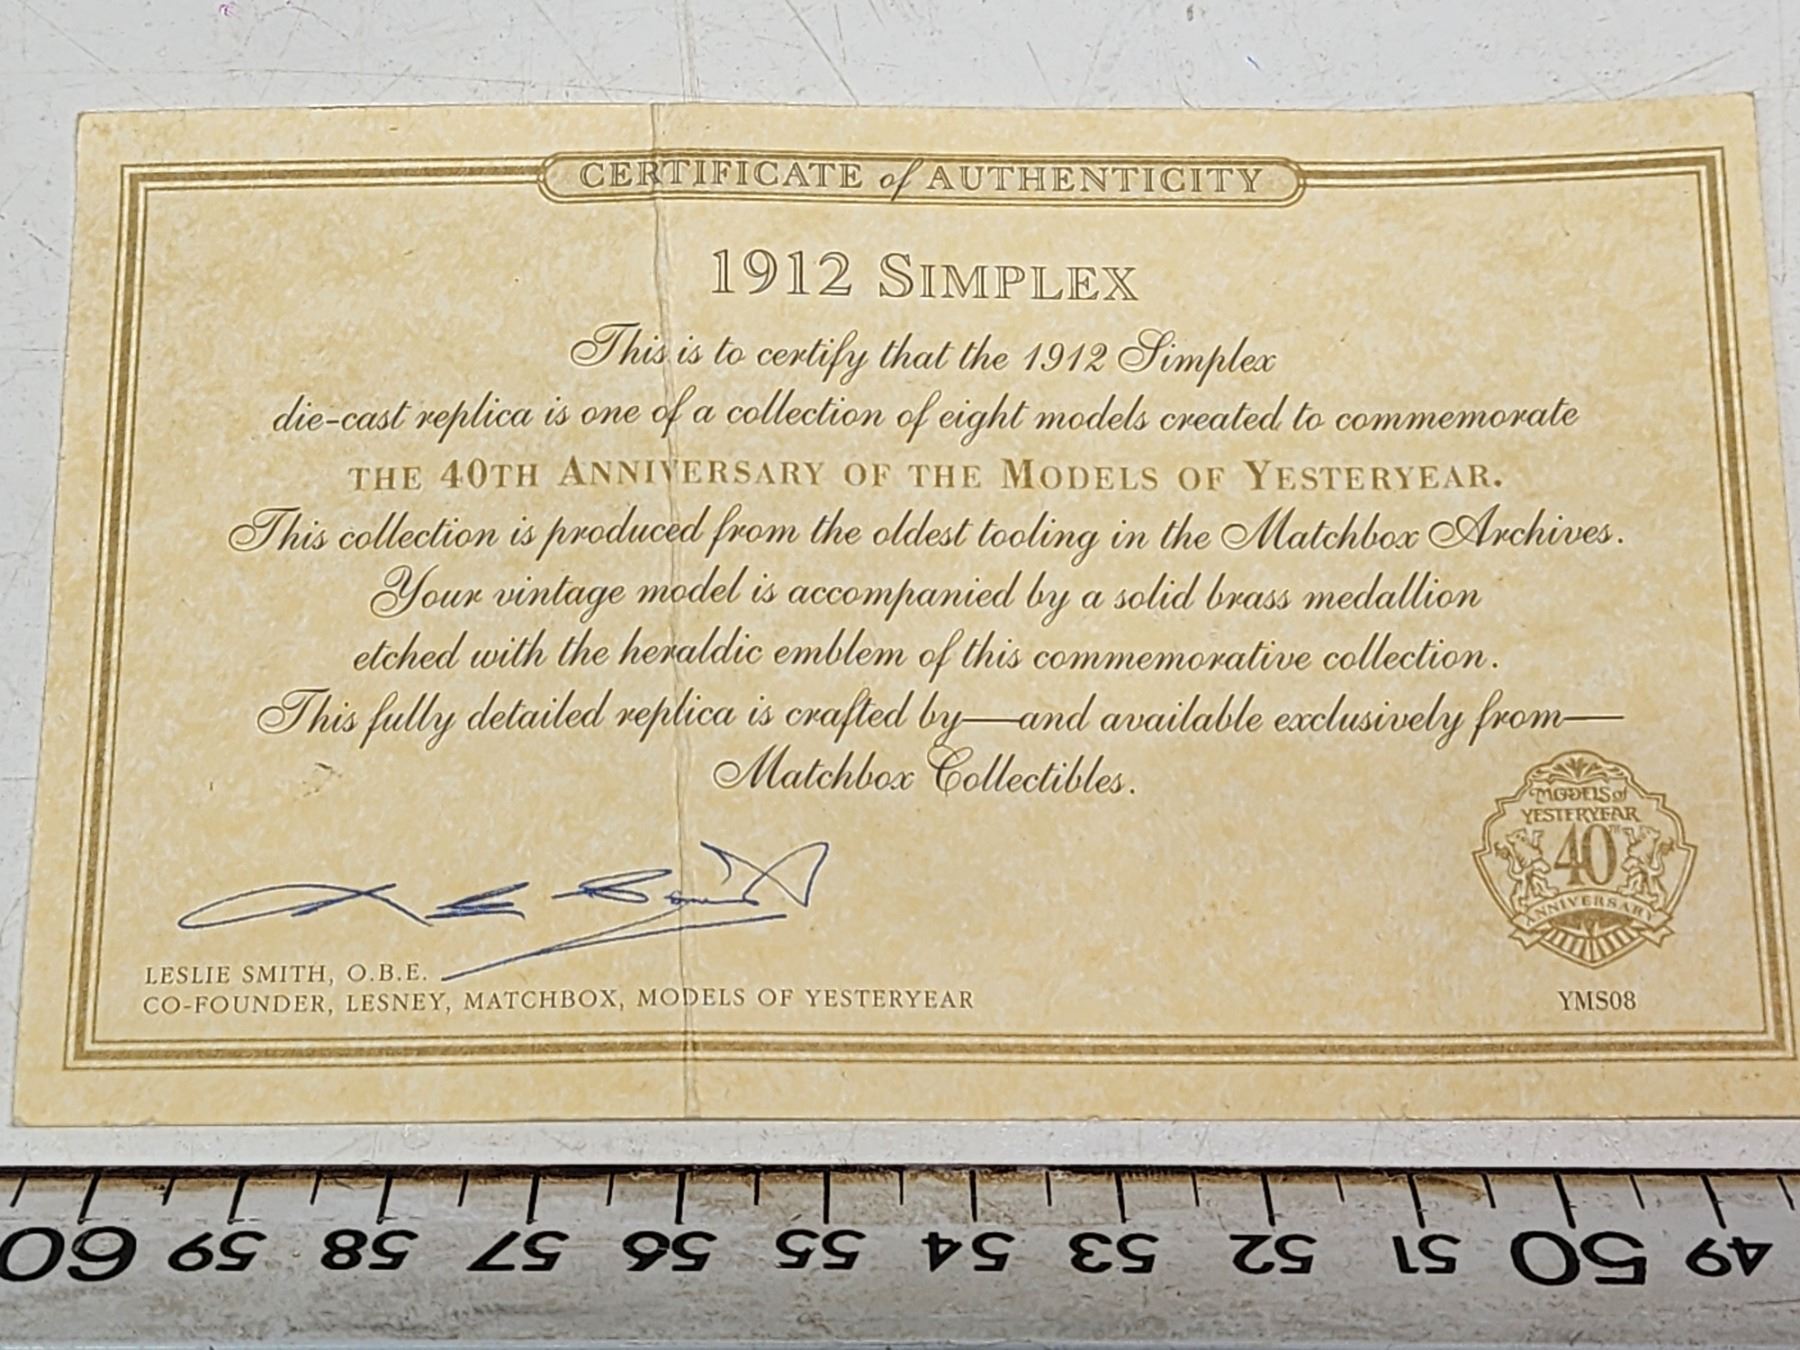 CERTIFICATE of AUTHENTICITY
1912 SIMPLEX
This is to certify that the 1912 Simplex
die-cast replica is one of a collection of eight models created to commemorate
THE 40TH ANNIVERSARY OF THE MODELS OF YESTERYEAR.
This collection is produced from the oldest tooling in the Matchbox Archives.
Your vintage model is accompanied by a solid brass medallion
etched with the heraldic emblem of this commemorative collection.
This fully detailed replica is crafted by—and available exclusively from—
Matchbox Collectibles.
MODELS of
YESTERYEAR
40TH
ANNIVERSARY
LESLIE SMITH, O.B.E.
CO-FOUNDER, LESNEY, MATCHBOX, MODELS OF YESTERYEAR
YMS08
60 59 58 57 56 55 54 53 52 51 50 49